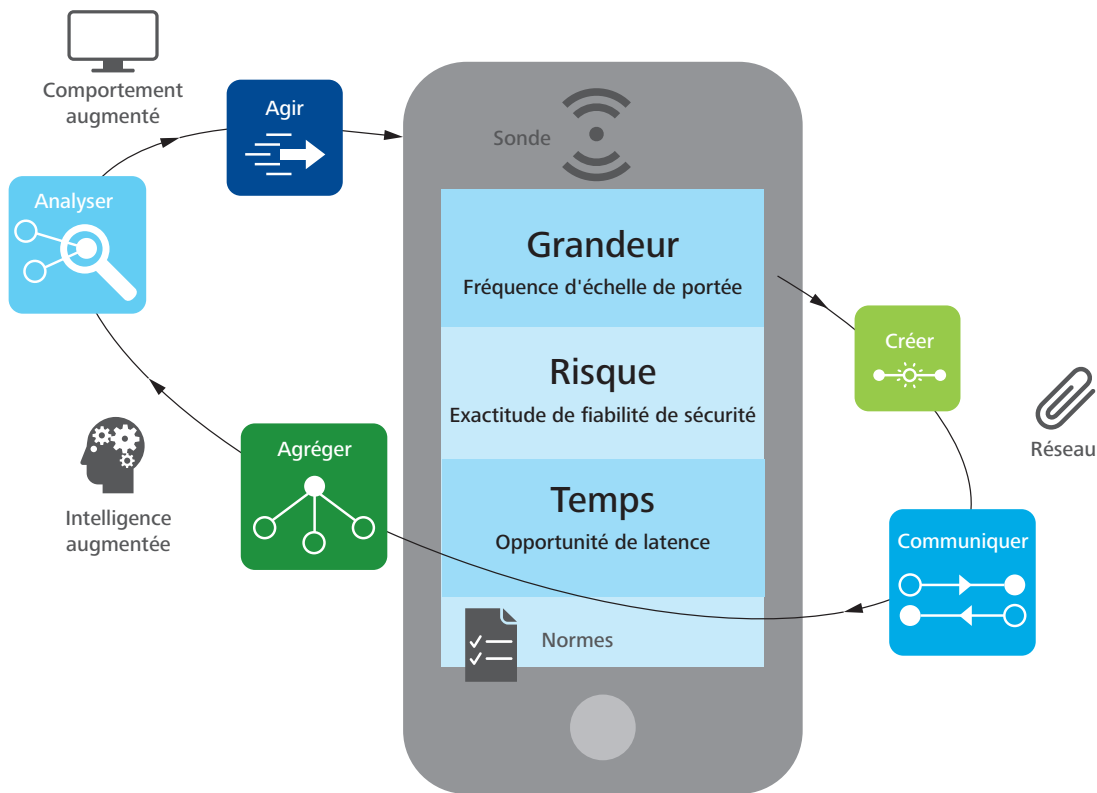 Comportement
augmenté
Agir
Sonde
Analyser
Grandeur
Fréquence d'échelle de portée
Créer
Risque
Exactitude de fiabilité de sécurité
Réseau
Agréger
Intelligence
augmentée
Temps
Opportunité de latence
Communiquer
Normes